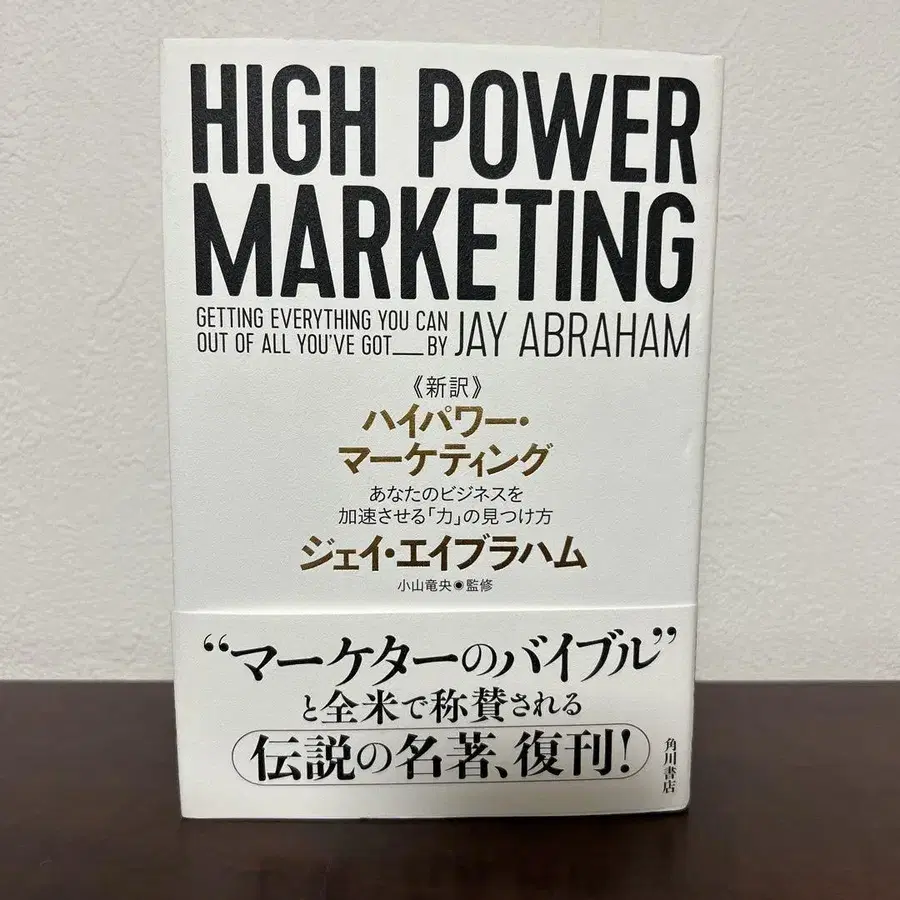 HIGH POWER
MARKETING
GETTING EVERYTHING YOU CAN
OUT OF ALL YOU'VE GOT___BY JAY ABRAHAM
《新訳》
ハイパワー・
マーケティング
あなたのビジネスを
加速させる「力」の見つけ方
ジェイ・エイブラハム
小山竜央◉監修
“マーケターのバイブル”
と全米で称賛される
伝説の名著、復刊!
角川書店